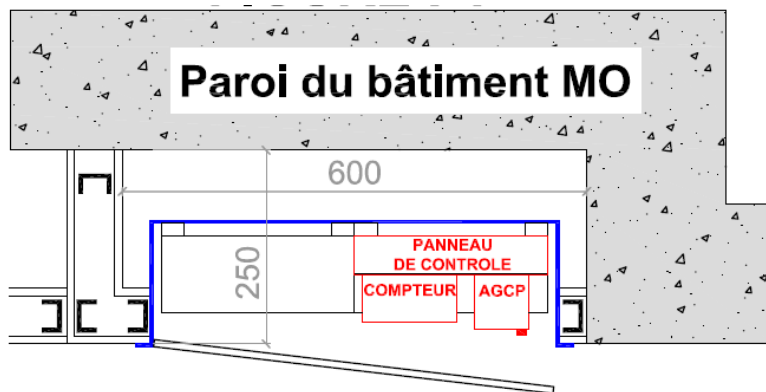 Paroi du bâtiment MO
600
250
PANNEAU
DE CONTROLE
COMPTEUR
AGCP